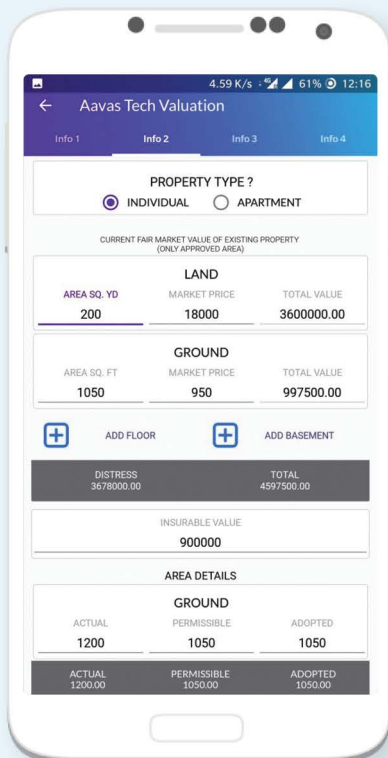 4.59 K/s 4G 61% 12:16
Aavas Tech Valuation
Info 1 Info 2 Info 3 Info 4
PROPERTY TYPE ?
INDIVIDUAL APARTMENT
CURRENT FAIR MARKET VALUE OF EXISTING PROPERTY
(ONLY APPROVED AREA)
LAND
AREA SQ. YD MARKET PRICE TOTAL VALUE
200 18000 3600000.00
GROUND
AREA SQ. FT MARKET PRICE TOTAL VALUE
1050 950 997500.00
ADD FLOOR ADD BASEMENT
DISTRESS TOTAL
3678000.00 4597500.00
INSURABLE VALUE
900000
AREA DETAILS
GROUND
ACTUAL PERMISSIBLE ADOPTED
1200 1050 1050
ACTUAL PERMISSIBLE ADOPTED
1200.00 1050.00 1050.00